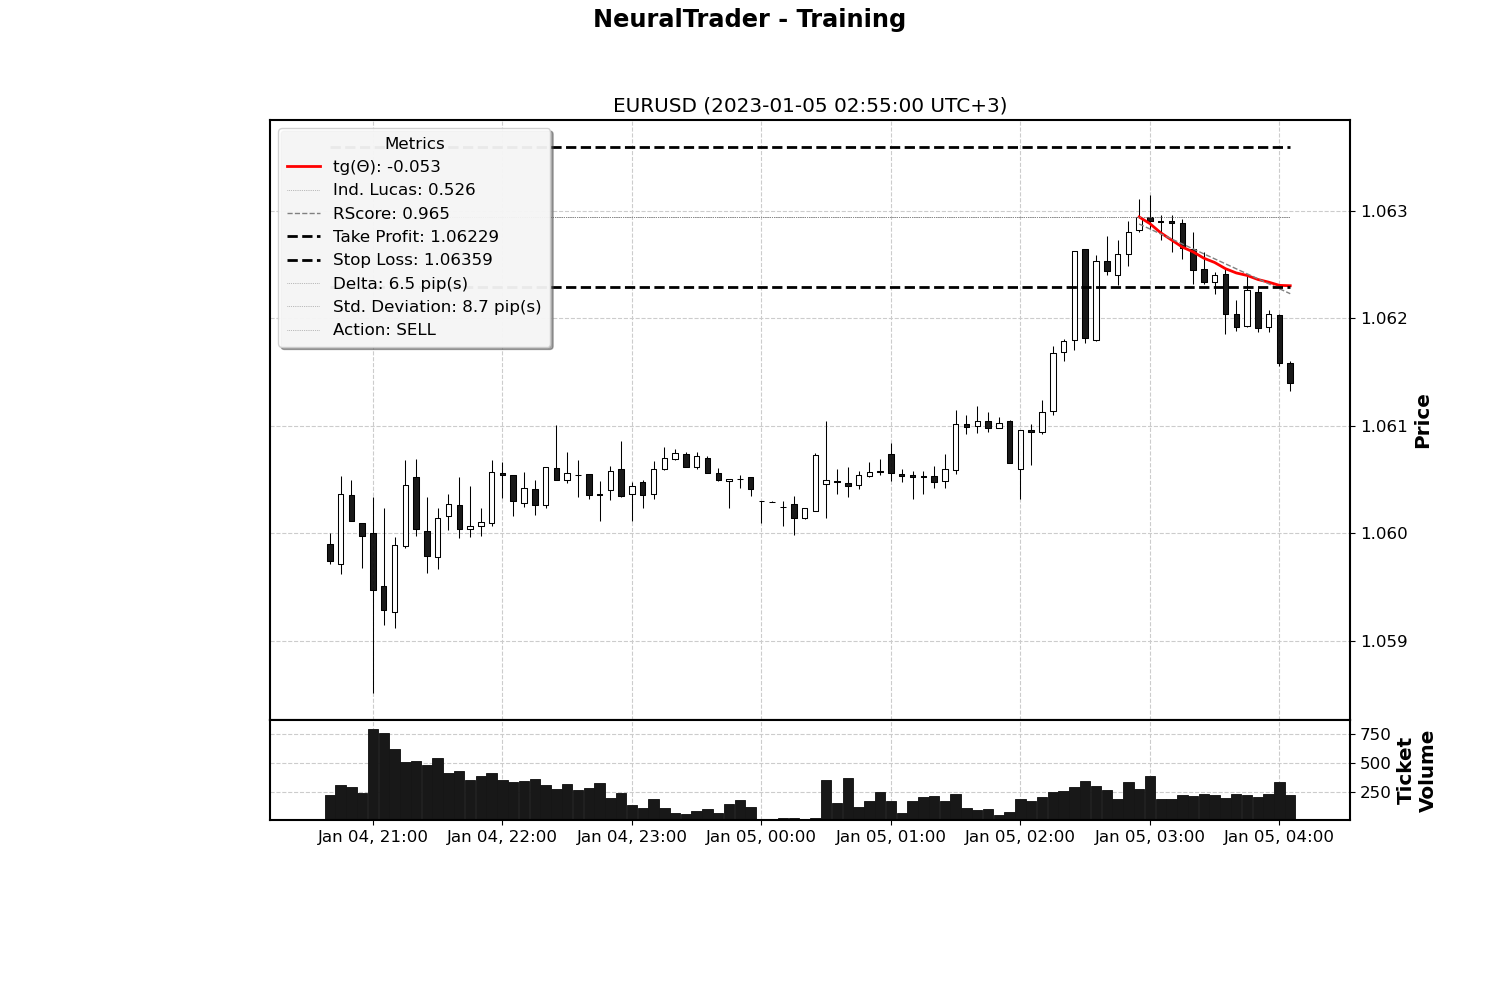 NeuralTrader - Training
EURUSD (2023-01-05 02:55:00 UTC+3)
Metrics
tg(Θ): -0.053
Ind. Lucas: 0.526
RScore: 0.965
Take Profit: 1.06229
Stop Loss: 1.06359
Delta: 6.5 pip(s)
Std. Deviation: 8.7 pip(s)
Action: SELL
1.063
1.062
1.061
1.060
1.059
Price
750
500
250
Ticket
Volume
Jan 04, 21:00
Jan 04, 22:00
Jan 04, 23:00
Jan 05, 00:00
Jan 05, 01:00
Jan 05, 02:00
Jan 05, 03:00
Jan 05, 04:00